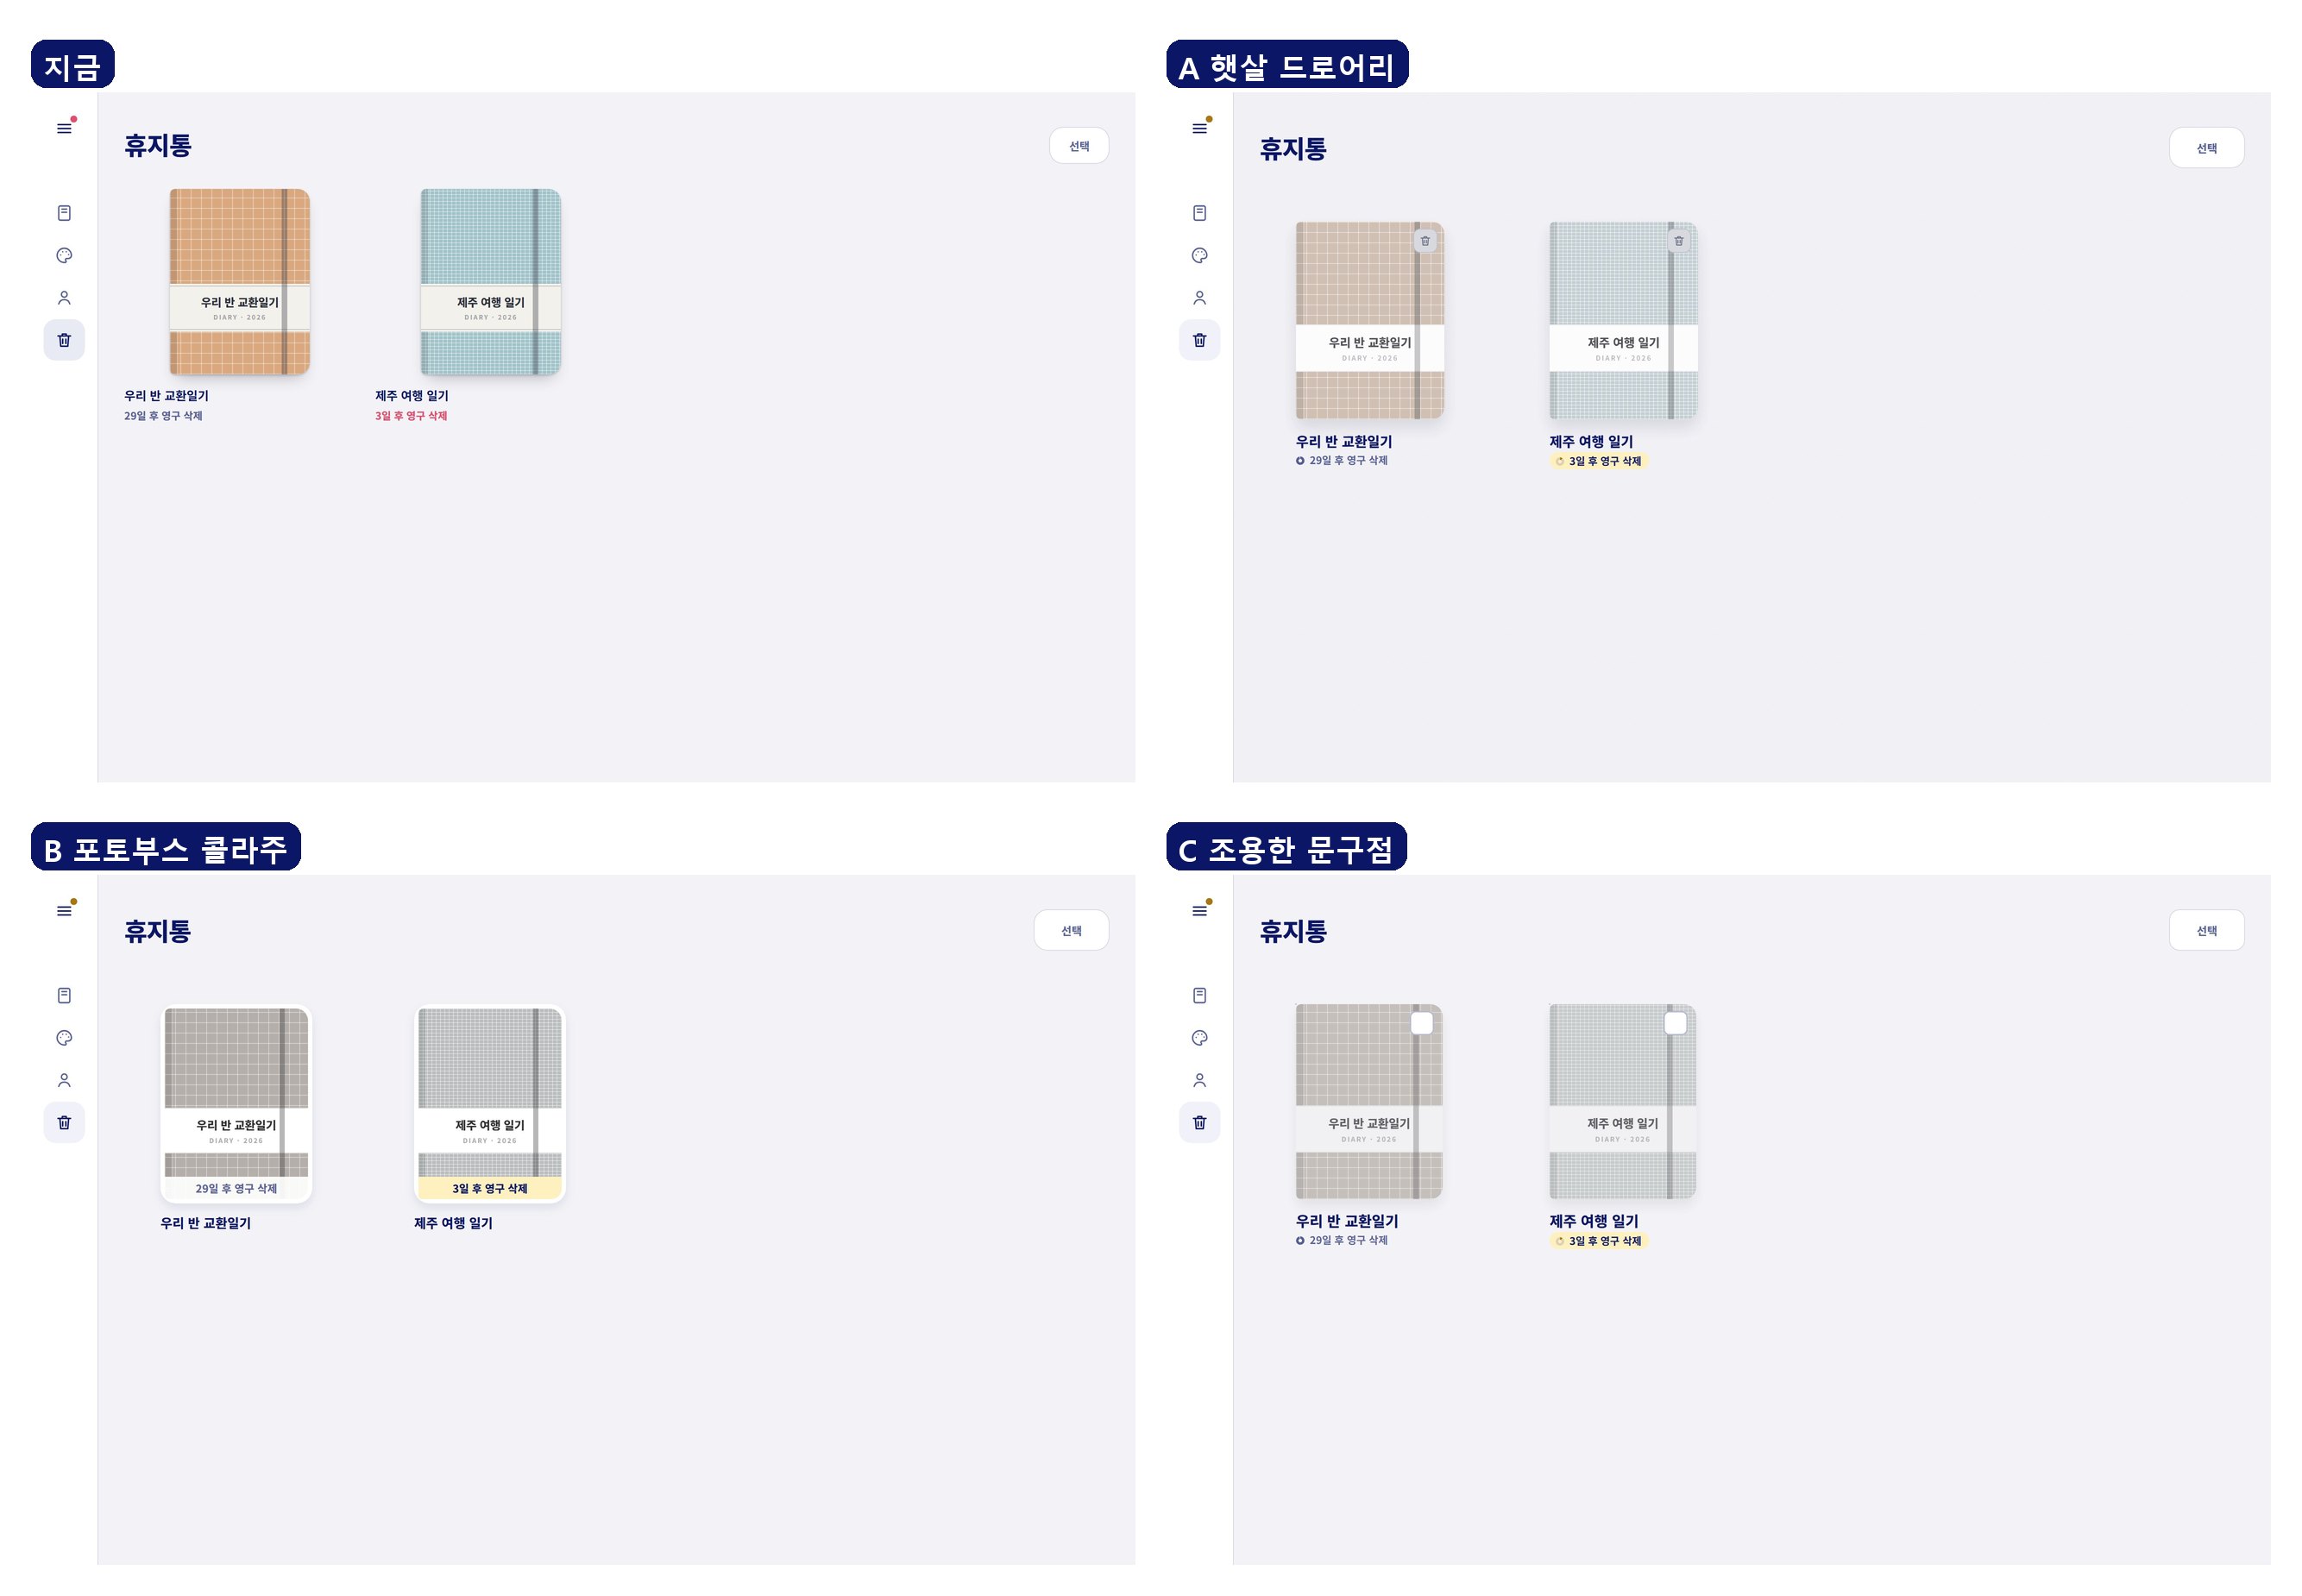 지금
휴지통
선택
우리 반 교환일기
DIARY · 2026
제주 여행 일기
DIARY · 2026
우리 반 교환일기
29일 후 영구 삭제
제주 여행 일기
3일 후 영구 삭제
A 햇살 드로어리
휴지통
선택
우리 반 교환일기
DIARY · 2026
제주 여행 일기
DIARY · 2026
우리 반 교환일기
29일 후 영구 삭제
제주 여행 일기
3일 후 영구 삭제
B 포토부스 콜라주
휴지통
선택
우리 반 교환일기
DIARY · 2026
29일 후 영구 삭제
제주 여행 일기
DIARY · 2026
3일 후 영구 삭제
우리 반 교환일기
제주 여행 일기
C 조용한 문구점
휴지통
선택
우리 반 교환일기
DIARY · 2026
제주 여행 일기
DIARY · 2026
우리 반 교환일기
29일 후 영구 삭제
제주 여행 일기
3일 후 영구 삭제